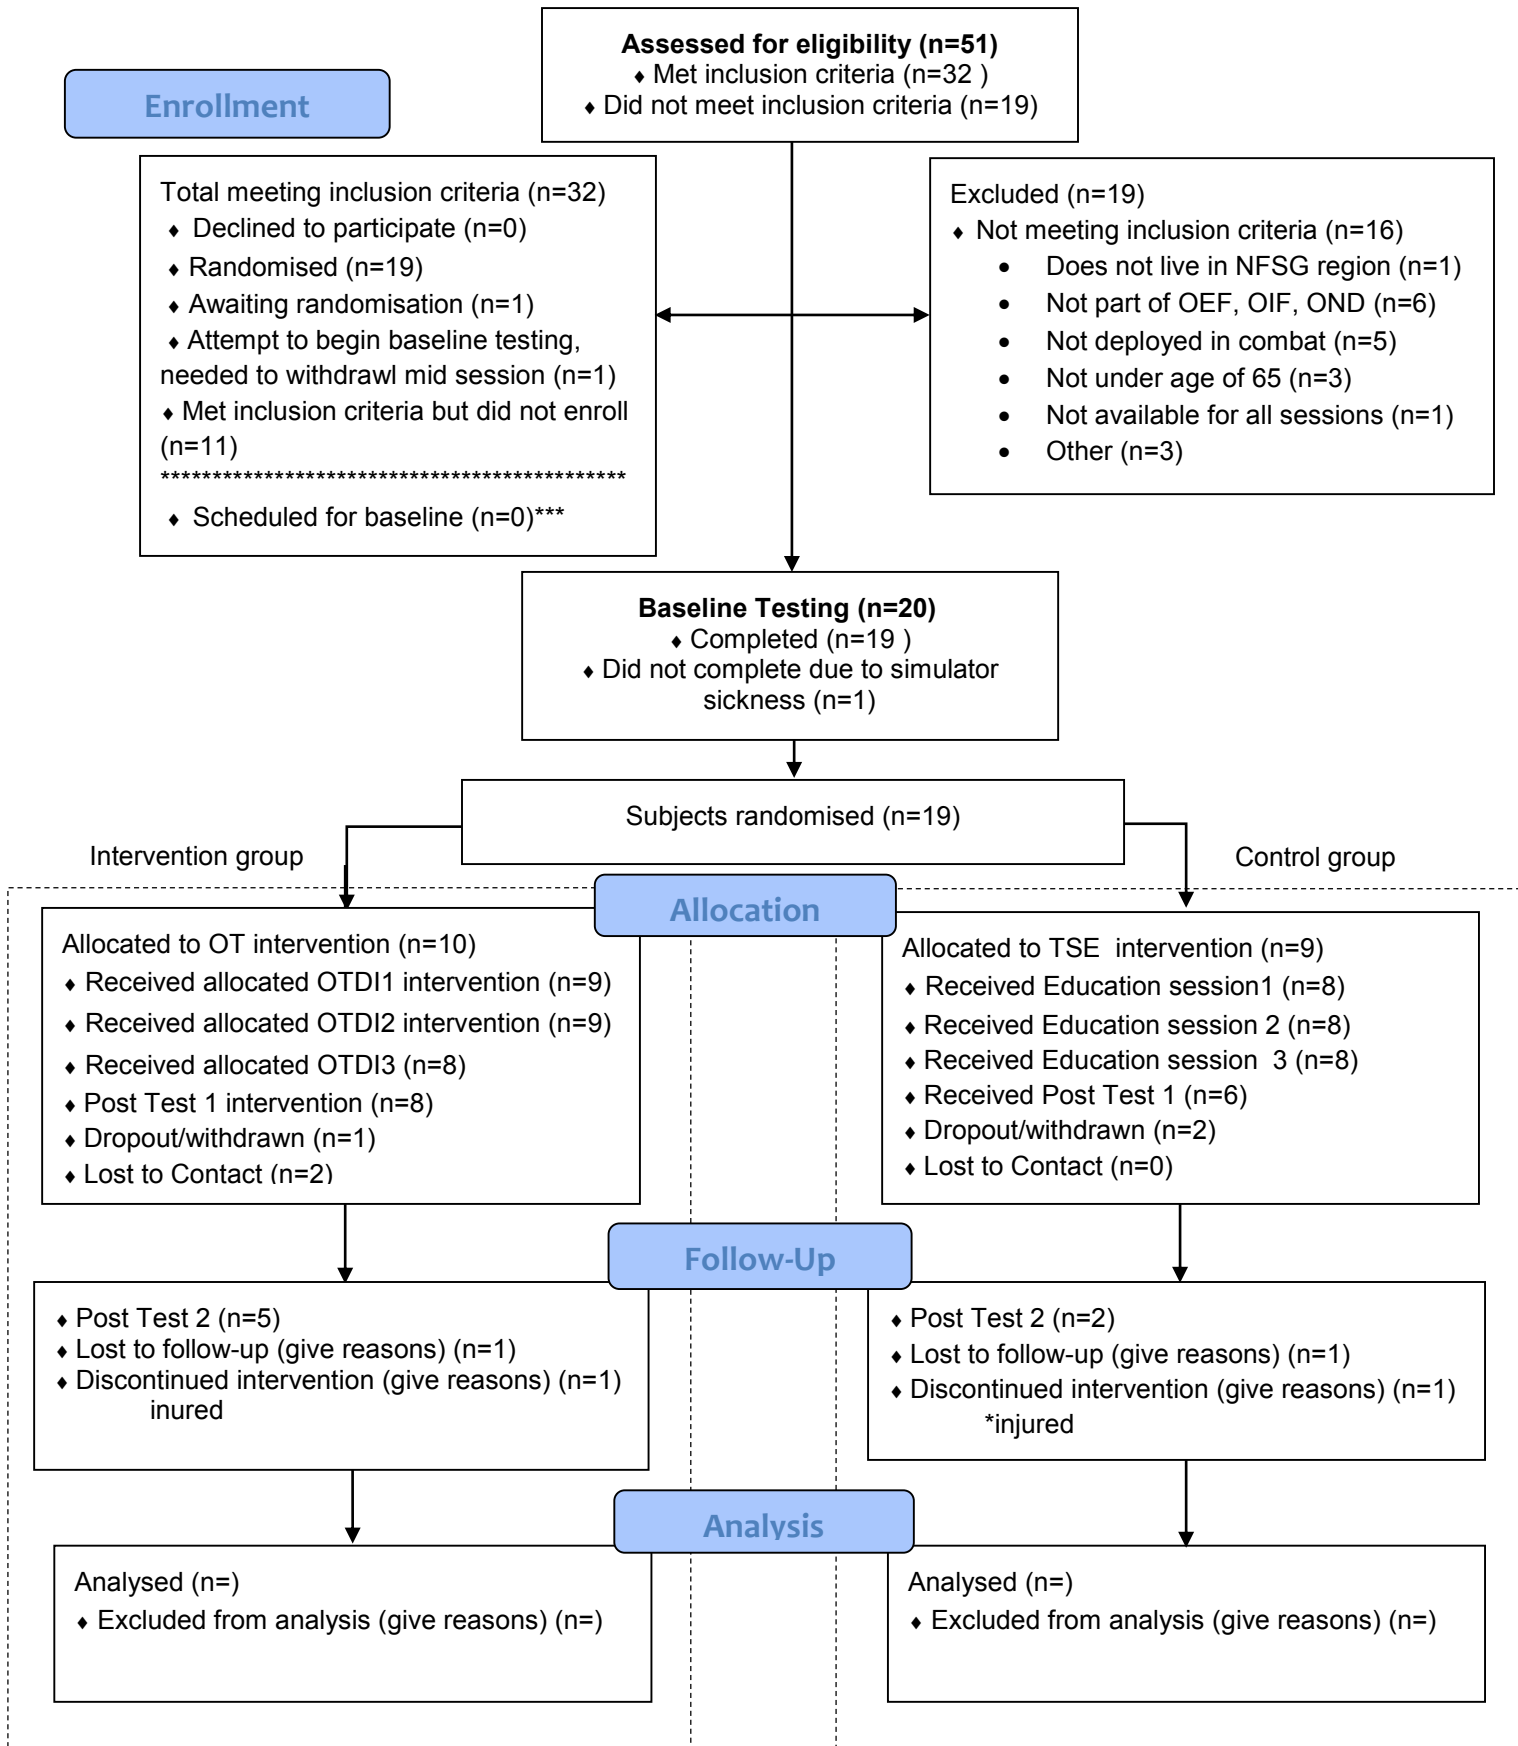 Assessed for eligibility (n=51)
♦ Met inclusion criteria (n=32 )
♦ Did not meet inclusion criteria (n=19)
Enrollment
Total meeting inclusion criteria (n=32)
♦ Declined to participate (n=0)
♦ Randomised (n=19)
♦ Awaiting randomisation (n=1)
♦ Attempt to begin baseline testing,
needed to withdrawl mid session (n=1)
♦ Met inclusion criteria but did not enroll
(n=11)
*********************************************
♦ Scheduled for baseline (n=0)***
Excluded (n=19)
♦ Not meeting inclusion criteria (n=16)
• Does not live in NFSG region (n=1)
• Not part of OEF, OIF, OND (n=6)
• Not deployed in combat (n=5)
• Not under age of 65 (n=3)
• Not available for all sessions (n=1)
• Other (n=3)
Baseline Testing (n=20)
♦ Completed (n=19 )
♦ Did not complete due to simulator
sickness (n=1)
Subjects randomised (n=19)
Intervention group
Control group
Allocation
Allocated to OT intervention (n=10)
♦ Received allocated OTDI1 intervention (n=9)
♦ Received allocated OTDI2 intervention (n=9)
♦ Received allocated OTDI3 (n=8)
♦ Post Test 1 intervention (n=8)
♦ Dropout/withdrawn (n=1)
♦ Lost to Contact (n=2)
Allocated to TSE  intervention (n=9)
♦ Received Education session1 (n=8)
♦ Received Education session 2 (n=8)
♦ Received Education session  3 (n=8)
♦ Received Post Test 1 (n=6)
♦ Dropout/withdrawn (n=2)
♦ Lost to Contact (n=0)
Follow-Up
♦ Post Test 2 (n=5)
♦ Lost to follow-up (give reasons) (n=1)
♦ Discontinued intervention (give reasons) (n=1)
inured
♦ Post Test 2 (n=2)
♦ Lost to follow-up (give reasons) (n=1)
♦ Discontinued intervention (give reasons) (n=1)
*injured
Analysis
Analysed (n=)
♦ Excluded from analysis (give reasons) (n=)
Analysed (n=)
♦ Excluded from analysis (give reasons) (n=)